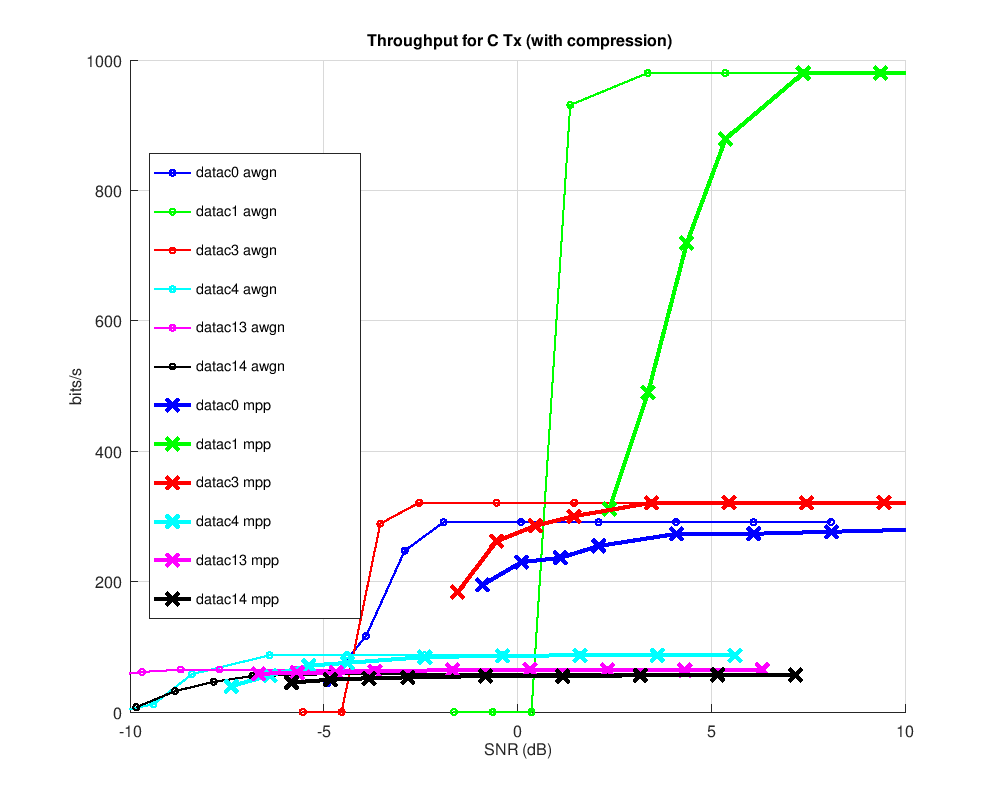 Throughput for C Tx (with compression)
1000
800
600
400
200
0
bits/s
datac0 awgn
datac1 awgn
datac3 awgn
datac4 awgn
datac13 awgn
datac14 awgn
datac0 mpp
datac1 mpp
datac3 mpp
datac4 mpp
datac13 mpp
datac14 mpp
-10 -5 0 5 10
SNR (dB)